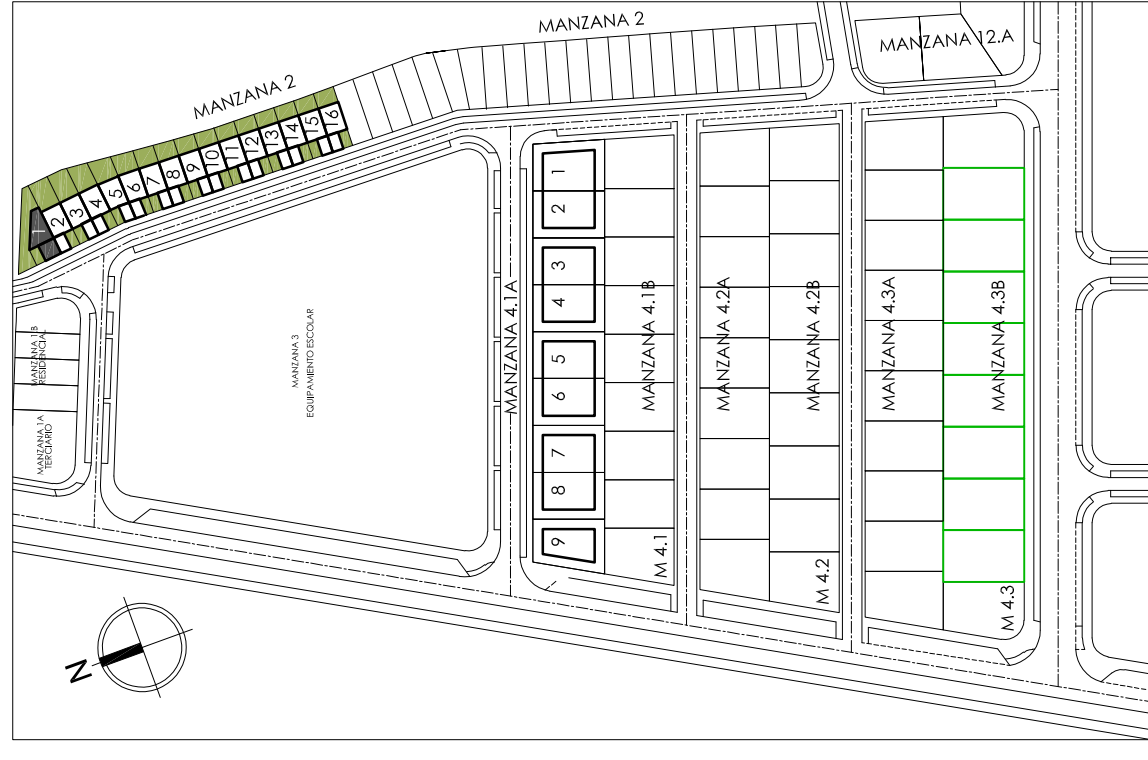 MANZANA 2
MANZANA 12.A
MANZANA 2
1
2
3
4
5
6
7
8
9
10
11
12
13
14
15
16
MANZANA 1B
RESIDENCIAL
MANZANA 1A
TERCIARIO
MANZANA 3
EQUIPAMIENTO ESCOLAR
MANZANA 4.1A
1
2
3
4
5
6
7
8
9
MANZANA 4.1B
M 4.1
MANZANA 4.2A
MANZANA 4.2B
M 4.2
MANZANA 4.3A
MANZANA 4.3B
M 4.3
N